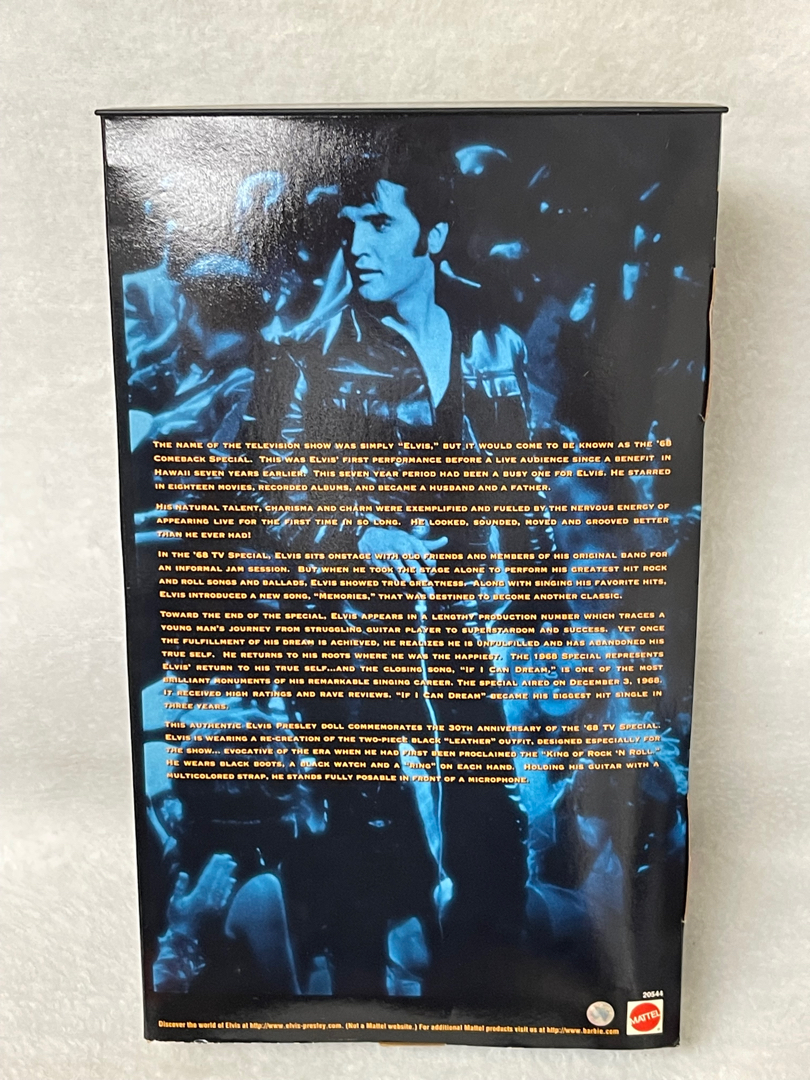 THE NAME OF THE TELEVISION SHOW WAS SIMPLY "ELVIS," BUT IT WOULD COME TO BE KNOWN AS THE '68
COMEBACK SPECIAL. THIS WAS ELVIS' FIRST PERFORMANCE BEFORE A LIVE AUDIENCE SINCE A BENEFIT IN
HAWAII SEVEN YEARS EARLIER. THIS SEVEN YEAR PERIOD HAD BEEN A BUSY ONE FOR ELVIS. HE STARRED
IN EIGHTEEN MOVIES, RECORDED ALBUMS, AND BECAME A HUSBAND AND A FATHER.
HIS NATURAL TALENT, CHARISMA AND CHARM WERE EXEMPLIFIED AND FUELED BY THE NERVOUS ENERGY OF
APPEARING LIVE FOR THE FIRST TIME IN SO LONG. HE LOOKED, SOUNDED, MOVED AND GROOVED BETTER
THAN HE EVER HAD!
IN THE '68 TV SPECIAL, ELVIS SITS ONSTAGE WITH OLD FRIENDS AND MEMBERS OF HIS ORIGINAL BAND FOR
AN INFORMAL JAM SESSION. BUT WHEN HE TOOK THE STAGE ALONE TO PERFORM HIS GREATEST HIT ROCK
AND ROLL SONGS AND BALLADS, ELVIS SHOWED TRUE GREATNESS. ALONG WITH SINGING HIS FAVORITE HITS,
ELVIS INTRODUCED A NEW SONG, "MEMORIES," THAT WAS DESTINED TO BECOME ANOTHER CLASSIC.
TOWARD THE END OF THE SPECIAL, ELVIS APPEARS IN A LENGTHY PRODUCTION NUMBER WHICH TRACES A
YOUNG MAN'S JOURNEY FROM STRUGGLING GUITAR PLAYER TO SUPERSTARDOM AND SUCCESS. YET ONCE
THE FULFILLMENT OF HIS DREAM IS ACHIEVED, HE REALIZES HE IS UNFULFILLED AND HAS ABANDONED HIS
TRUE SELF. HE RETURNS TO HIS ROOTS WHERE HE WAS THE HAPPIEST. THE 1968 SPECIAL REPRESENTS
ELVIS' RETURN TO HIS TRUE SELF...AND THE CLOSING SONG, "IF I CAN DREAM," IS ONE OF THE MOST
BRILLIANT MONUMENTS OF HIS REMARKABLE SINGING CAREER. THE SPECIAL AIRED ON DECEMBER 3, 1968.
IT RECEIVED HIGH RATINGS AND RAVE REVIEWS. "IF I CAN DREAM" BECAME HIS BIGGEST HIT SINGLE IN
THREE YEARS.
THIS AUTHENTIC ELVIS PRESLEY DOLL COMMEMORATES THE 30TH ANNIVERSARY OF THE '68 TV SPECIAL.
ELVIS IS WEARING A RE-CREATION OF THE TWO-PIECE BLACK "LEATHER" OUTFIT, DESIGNED ESPECIALLY FOR
THE SHOW... EVOCATIVE OF THE ERA WHEN HE HAD FIRST BEEN PROCLAIMED THE "KING OF ROCK 'N ROLL."
HE WEARS BLACK BOOTS, A BLACK WATCH AND A "RING" ON EACH HAND. HOLDING HIS GUITAR WITH A
MULTICOLORED STRAP, HE STANDS FULLY POSABLE IN FRONT OF A MICROPHONE.
20544
MATTEL
Discover the world of Elvis at http://www.elvis-presley.com. (Not a Mattel website.) For additional Mattel products visit us at http://www.barbie.com